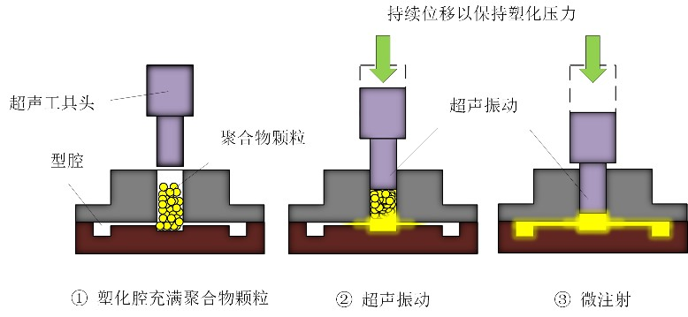 持续位移以保持塑化压力
超声工具头
超声振动
聚合物颗粒
型腔
① 塑化腔充满聚合物颗粒
② 超声振动
③ 微注射